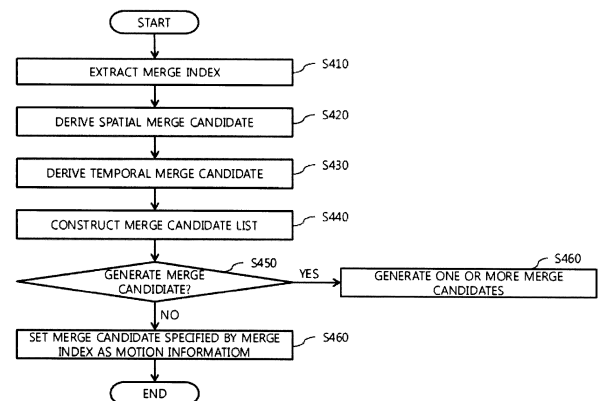 START
EXTRACT MERGE INDEX
S410
DERIVE SPATIAL MERGE CANDIDATE
S420
DERIVE TEMPORAL MERGE CANDIDATE
S430
CONSTRUCT MERGE CANDIDATE LIST
S440
GENERATE MERGE
CANDIDIATE?
S450
YES
GENERATE ONE OR MORE MERGE
CANDIDATES
S460
NO
SET MERGE CANDIDATE SPECIFIED BY MERGE
INDEX AS MOTION INFORMATIOM
S460
END